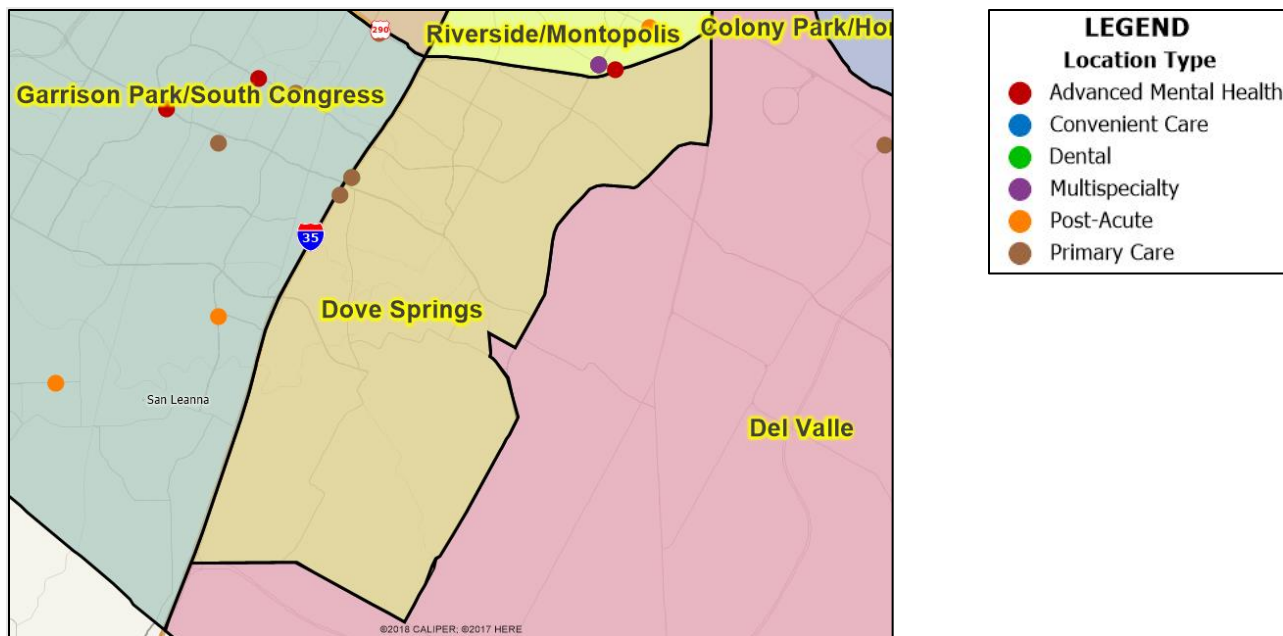 290
Riverside/Montopolis
Colony Park/Hor
Garrison Park/South Congress
35
Dove Springs
San Leanna
Del Valle
©2018 CALIPER; ©2017 HERE
LEGEND
Location Type
Advanced Mental Health
Convenient Care
Dental
Multispecialty
Post-Acute
Primary Care